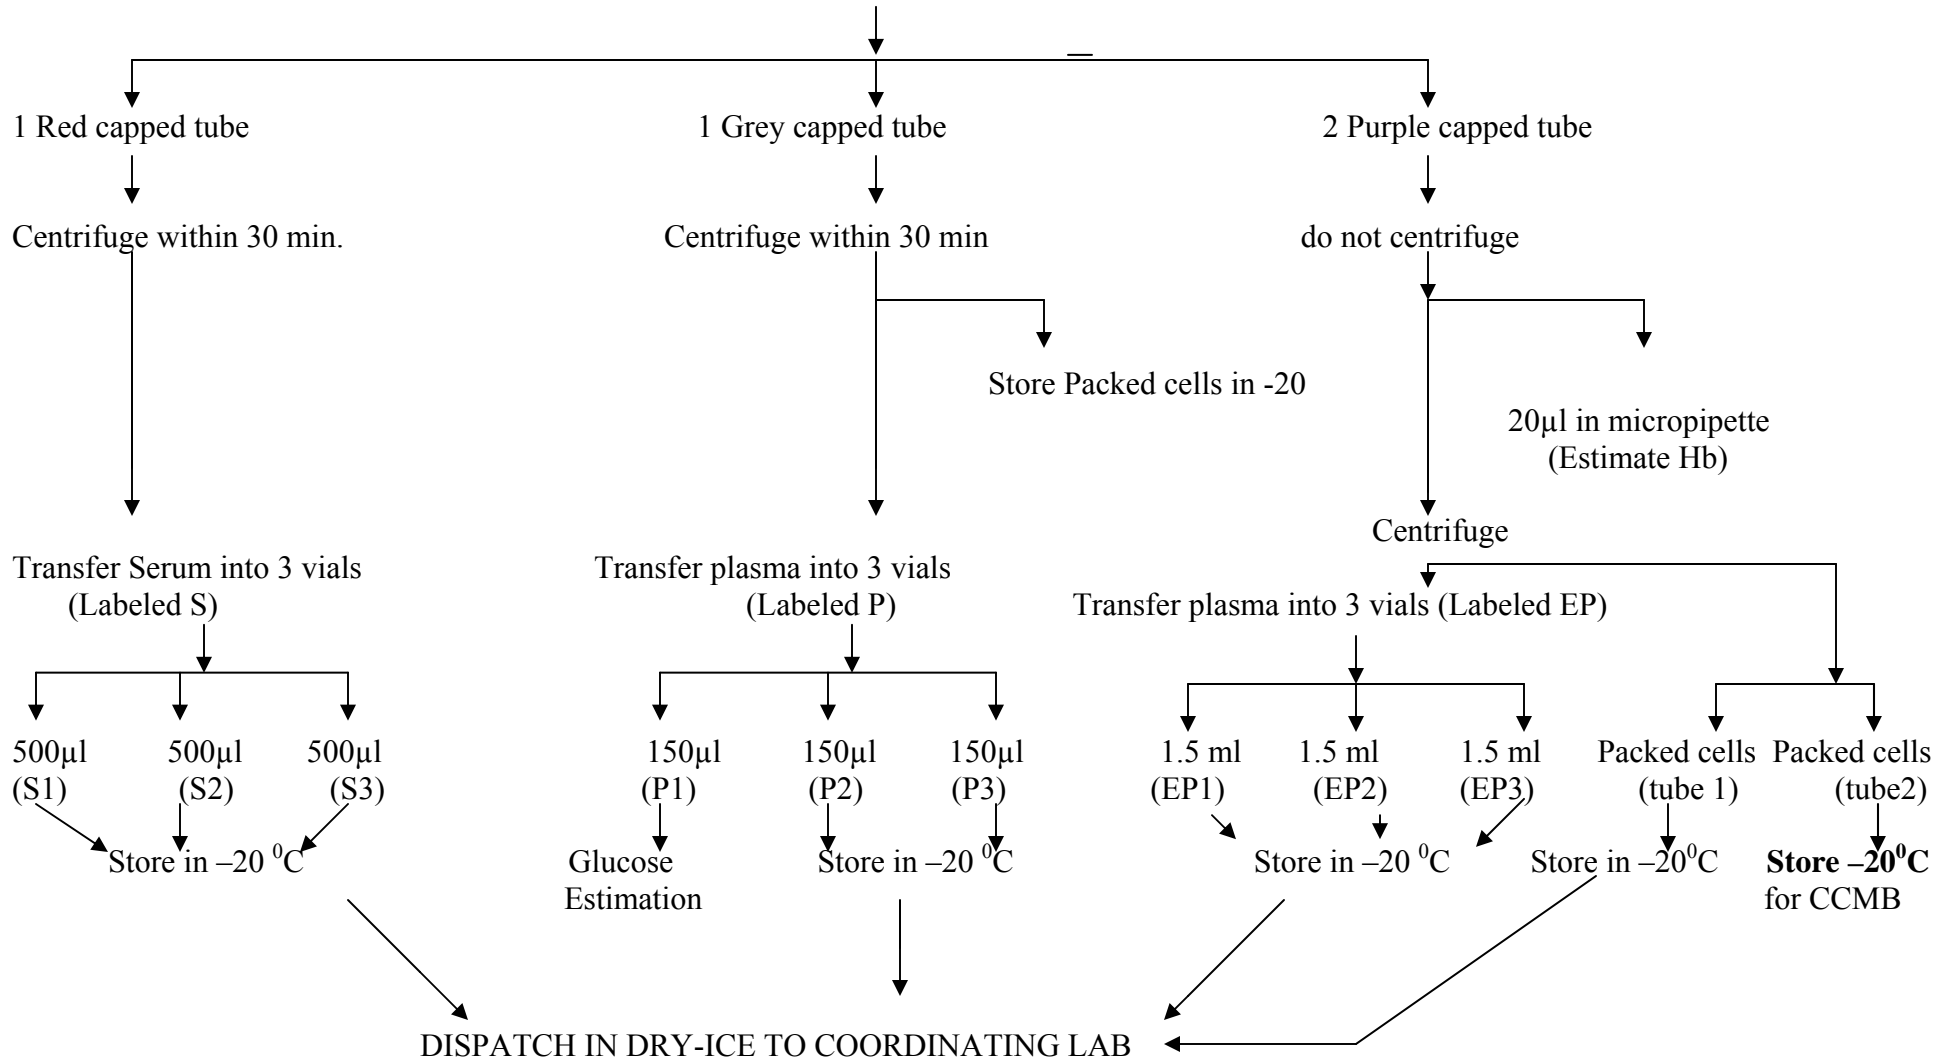 1 Red capped tube
1 Grey capped tube
2 Purple capped tube
Centrifuge within 30 min.
Centrifuge within 30 min
do not centrifuge
Store Packed cells in -20
20µl in micropipette
(Estimate Hb)
Centrifuge
Transfer Serum into 3 vials
(Labeled S)
Transfer plasma into 3 vials
(Labeled P)
Transfer plasma into 3 vials (Labeled EP)
500µl
(S1)
500µl
(S2)
500µl
(S3)
150µl
(P1)
150µl
(P2)
150µl
(P3)
1.5 ml
(EP1)
1.5 ml
(EP2)
1.5 ml
(EP3)
Packed cells
(tube 1)
Packed cells
(tube2)
Store in –20 ⁰C
Glucose
Estimation
Store in –20 ⁰C
Store in –20 ⁰C
Store in –20⁰C
Store –20⁰C
for CCMB
DISPATCH IN DRY-ICE TO COORDINATING LAB